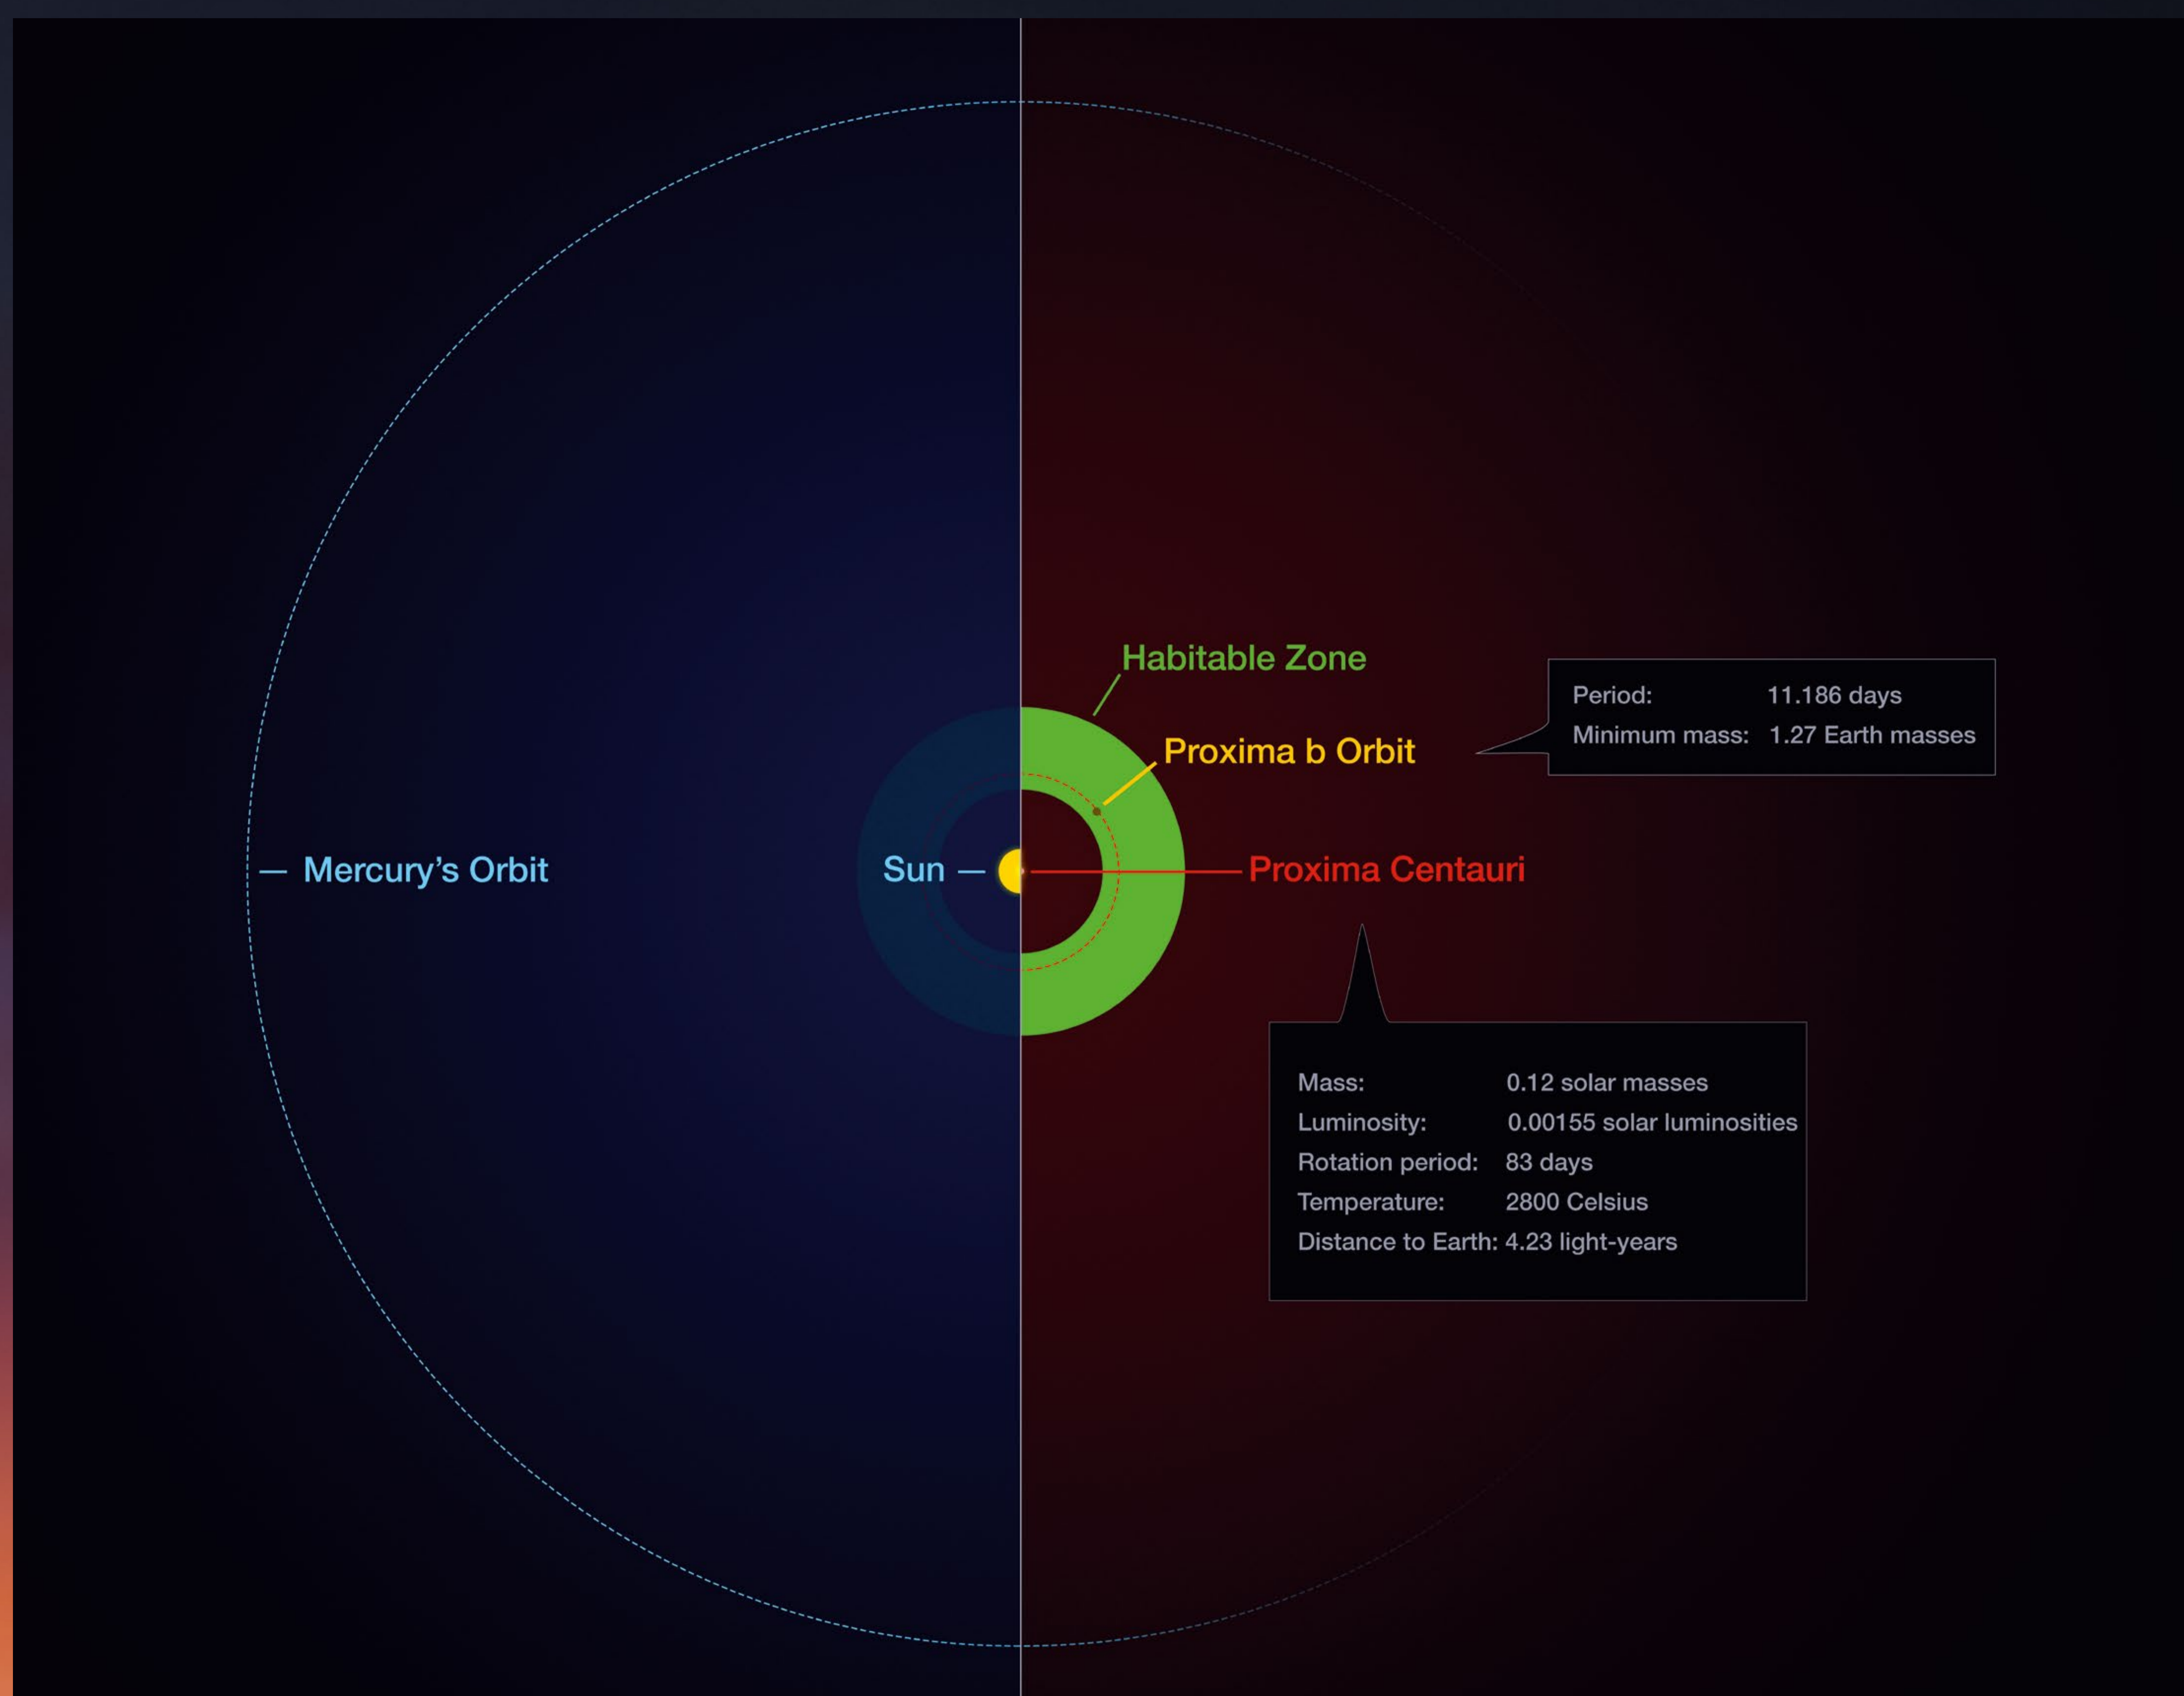 Habitable Zone
Period: 11.186 days
Minimum mass: 1.27 Earth masses
Proxima b Orbit
Mercury’s Orbit
Sun
Proxima Centauri
Mass: 0.12 solar masses
Luminosity: 0.00155 solar luminosities
Rotation period: 83 days
Temperature: 2800 Celsius
Distance to Earth: 4.23 light-years